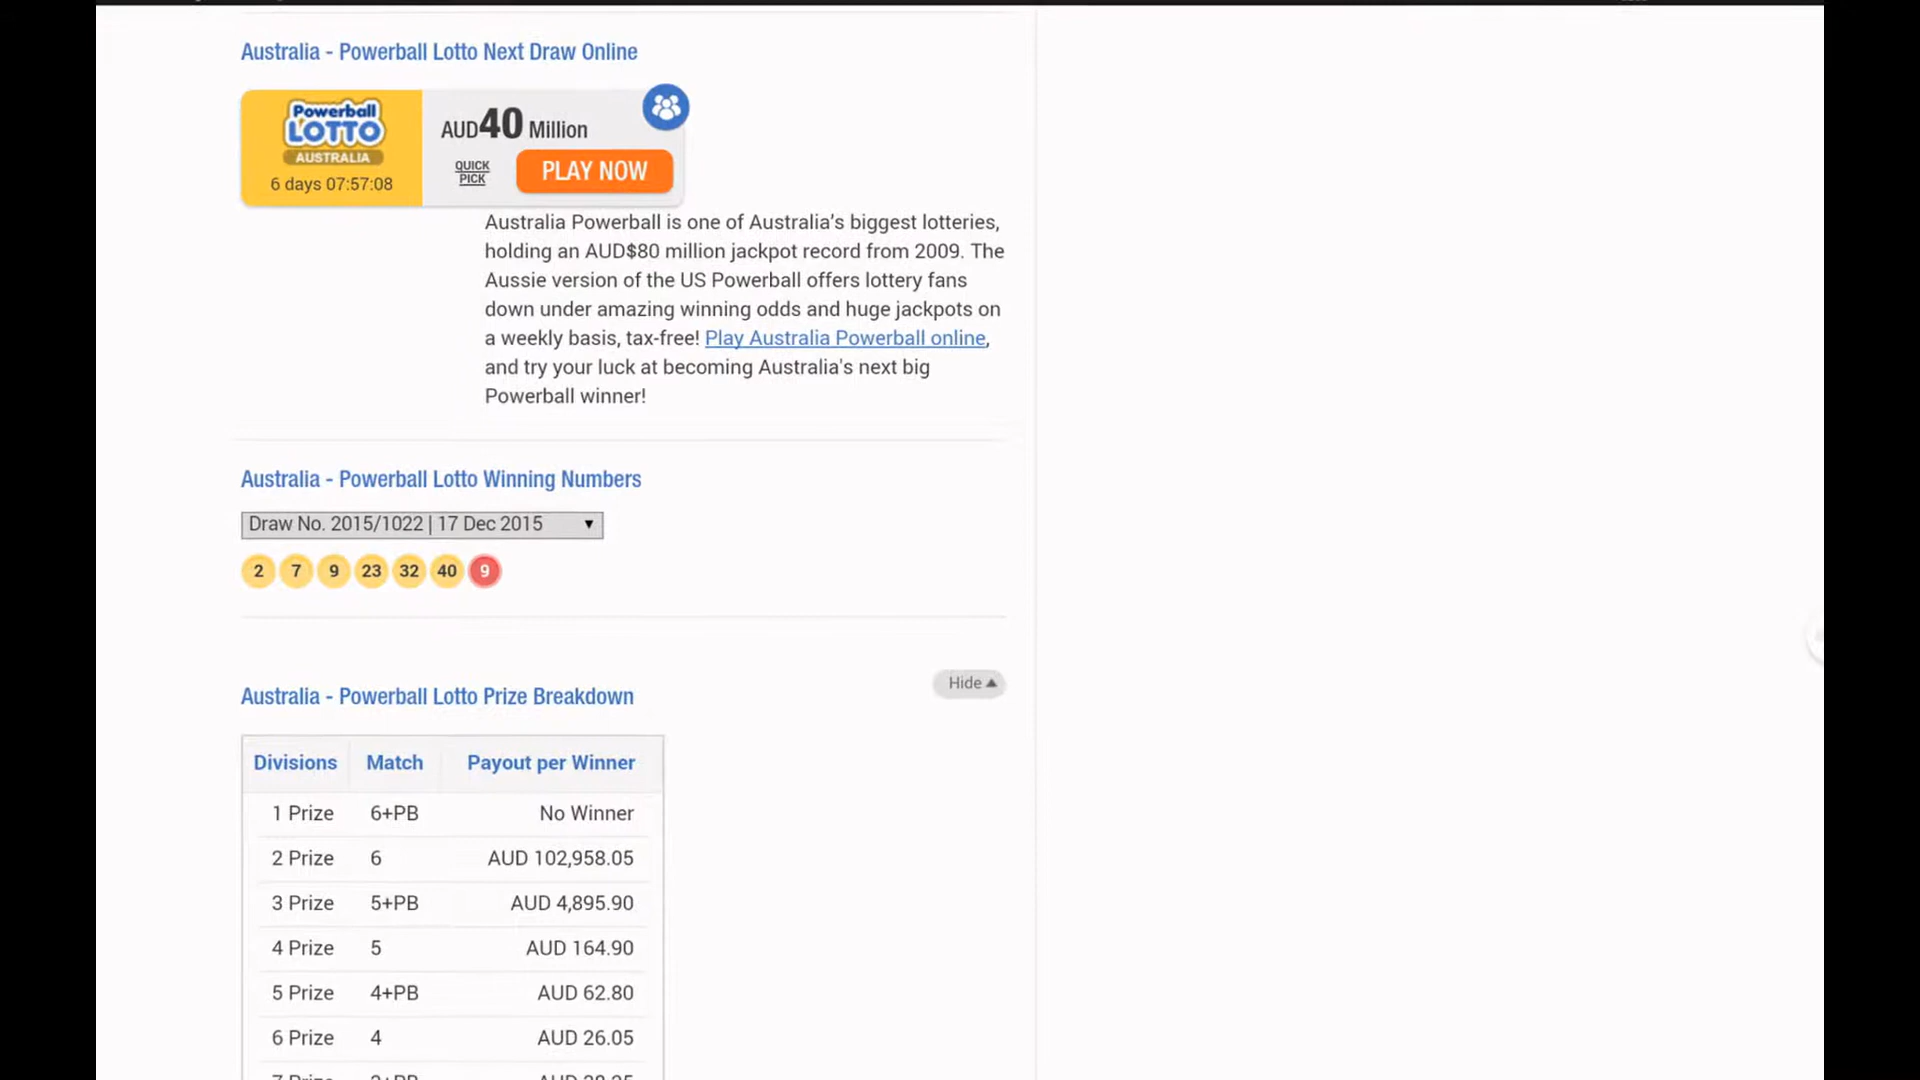 Australia - Powerball Lotto Next Draw Online
Powerball
LOTTO
AUSTRALIA
6 days 07:57:08
AUD40 Million
QUICK
PICK
PLAY NOW
Australia Powerball is one of Australia’s biggest lotteries,
holding an AUD$80 million jackpot record from 2009. The
Aussie version of the US Powerball offers lottery fans
down under amazing winning odds and huge jackpots on
a weekly basis, tax-free! Play Australia Powerball online,
and try your luck at becoming Australia's next big
Powerball winner!
Australia - Powerball Lotto Winning Numbers
Draw No. 2015/1022 | 17 Dec 2015 ▼
2 7 9 23 32 40 9
Hide ▲
Australia - Powerball Lotto Prize Breakdown
Divisions Match Payout per Winner
1 Prize 6+PB No Winner
2 Prize 6 AUD 102,958.05
3 Prize 5+PB AUD 4,895.90
4 Prize 5 AUD 164.90
5 Prize 4+PB AUD 62.80
6 Prize 4 AUD 26.05